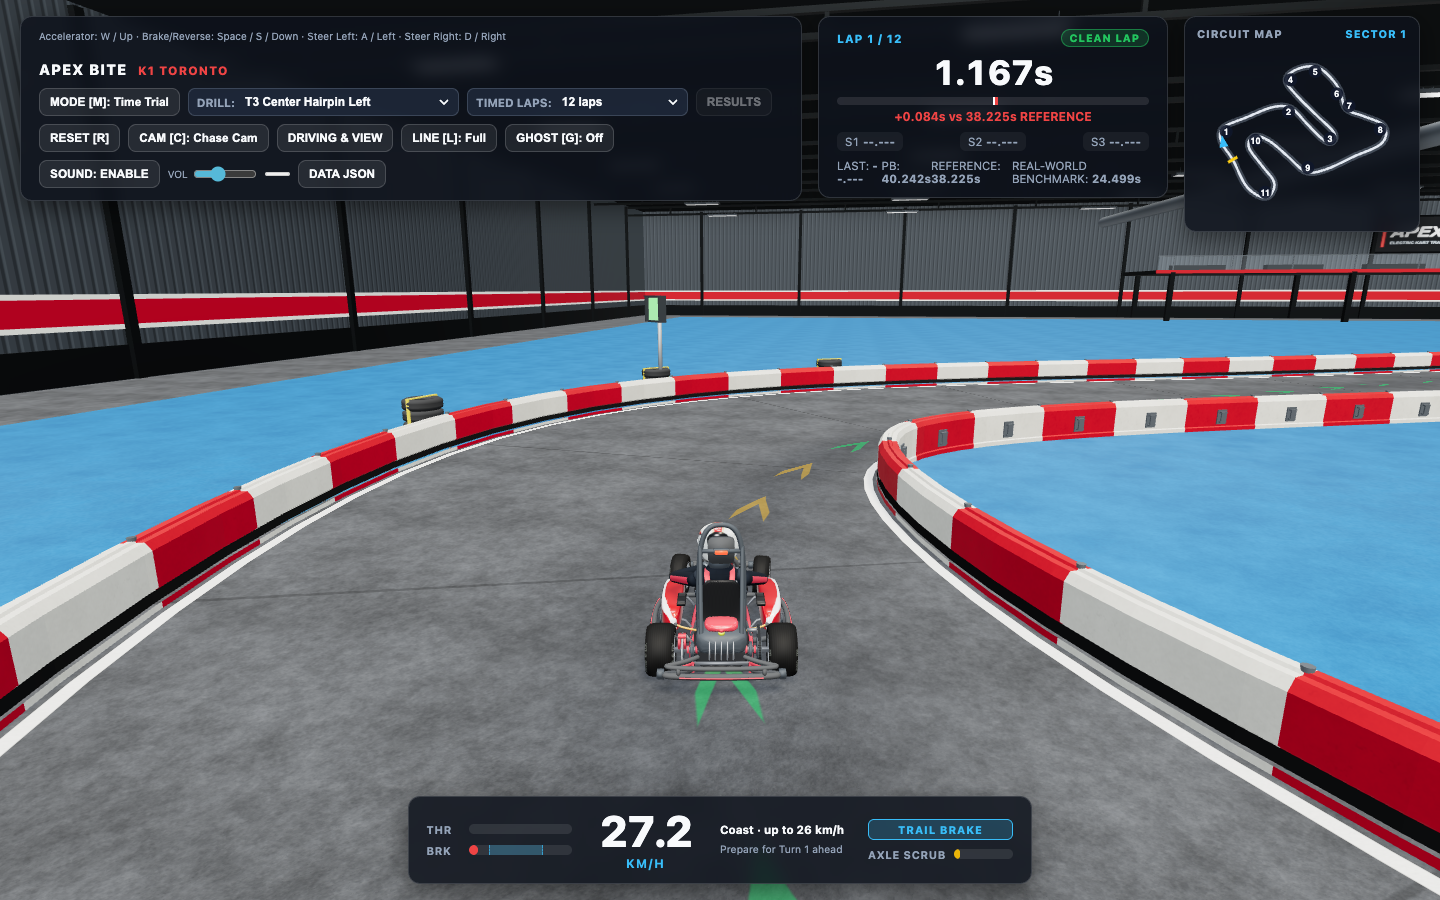 Accelerator: W / Up · Brake/Reverse: Space / S / Down · Steer Left: A / Left · Steer Right: D / Right
APEX BITE K1 TORONTO
MODE [M]: Time Trial
DRILL: T3 Center Hairpin Left
TIMED LAPS: 12 laps
RESULTS
RESET [R]
CAM [C]: Chase Cam
DRIVING & VIEW
LINE [L]: Full
GHOST [G]: Off
SOUND: ENABLE
VOL
DATA JSON
LAP 1 / 12
CLEAN LAP
1.167s
+0.084s vs 38.225s REFERENCE
S1 --.---
S2 --.---
S3 --.---
LAST: --.---
PB: 40.242s
REFERENCE: 38.225s
REAL-WORLD BENCHMARK: 24.499s
CIRCUIT MAP
SECTOR 1
4
5
6
7
2
1
8
10
3
9
11
APEX
THR
BRK
27.2
KM/H
Coast · up to 26 km/h
Prepare for Turn 1 ahead
TRAIL BRAKE
AXLE SCRUB